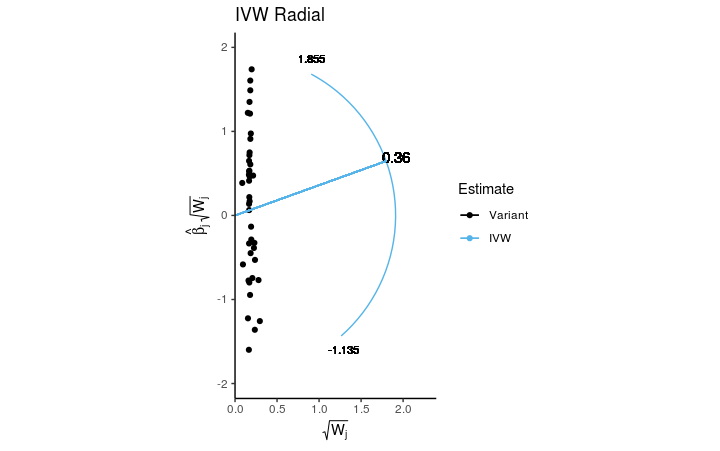 IVW Radial
1.855
2
1
0
-1
-2
0.36
-1.135
β̂j√Wj
Estimate
Variant
IVW
0.0 0.5 1.0 1.5 2.0
√Wj